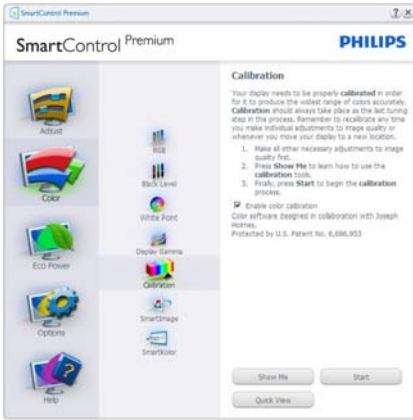 SmartControl Premium
SmartControl Premium
PHILIPS
Adjust
Color
Eco Power
Options
Help
RGB
Black Level
White Point
Display Gamma
Calibration
SmartImage
SmartKolor
Calibration
Your display needs to be properly calibrated in order
for it to produce the widest range of colors accurately.
Calibration should always take place as the last tuning
step in the process. Remember to recalibrate any time
you make individual adjustments to image quality or
whenever you move your display to a new location.
1. Make all other necessary adjustments to image
quality first.
2. Press Show Me to learn how to use the
calibration tools.
3. Finally, press Start to begin the calibration
process.
Enable color calibration
Color software designed in collaboration with Joseph
Holmes.
Protected by U.S. Patent No. 6,686,953
Show Me
Start
Quick View